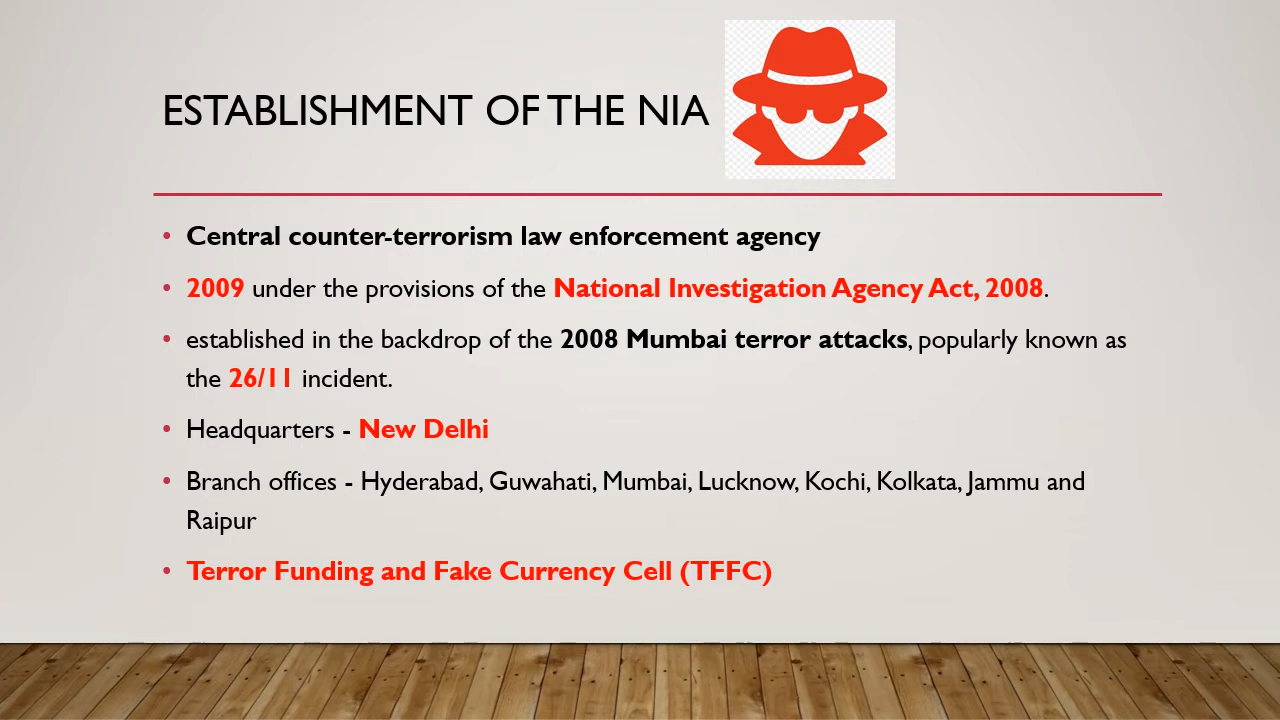 ESTABLISHMENT OF THE NIA
• Central counter-terrorism law enforcement agency
• 2009 under the provisions of the National Investigation Agency Act, 2008.
• established in the backdrop of the 2008 Mumbai terror attacks, popularly known as
the 26/11 incident.
• Headquarters - New Delhi
• Branch offices - Hyderabad, Guwahati, Mumbai, Lucknow, Kochi, Kolkata, Jammu and
Raipur
• Terror Funding and Fake Currency Cell (TFFC)